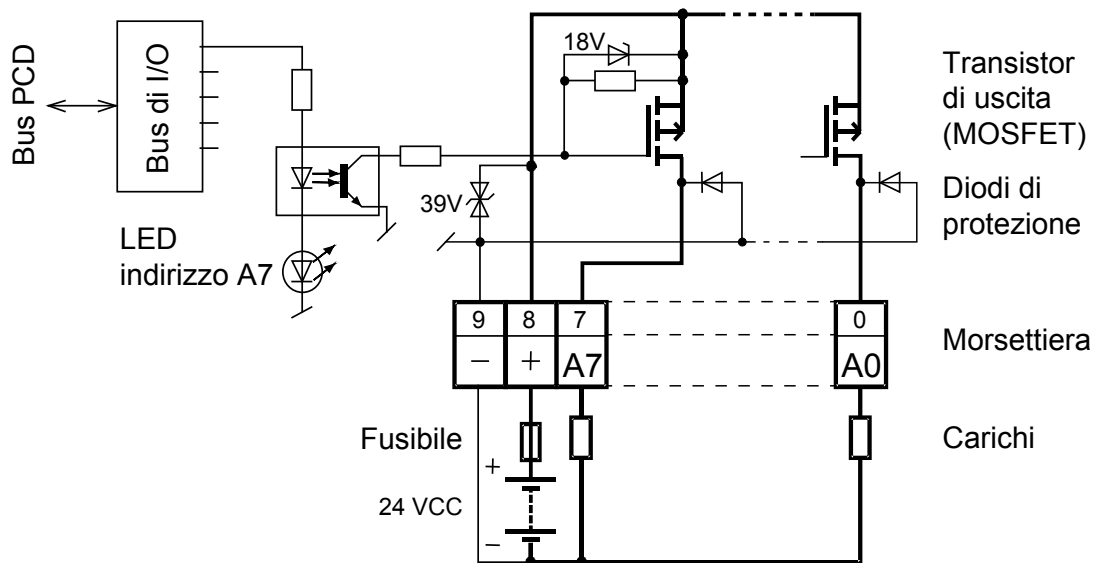 Bus PCD
Bus di I/O
18V
Transistor
di uscita
(MOSFET)
39V
Diodi di
protezione
LED
indirizzo A7
9 8 7 0
– + A7 A0
Morsettiera
Fusibile
Carichi
+
24 VCC
–